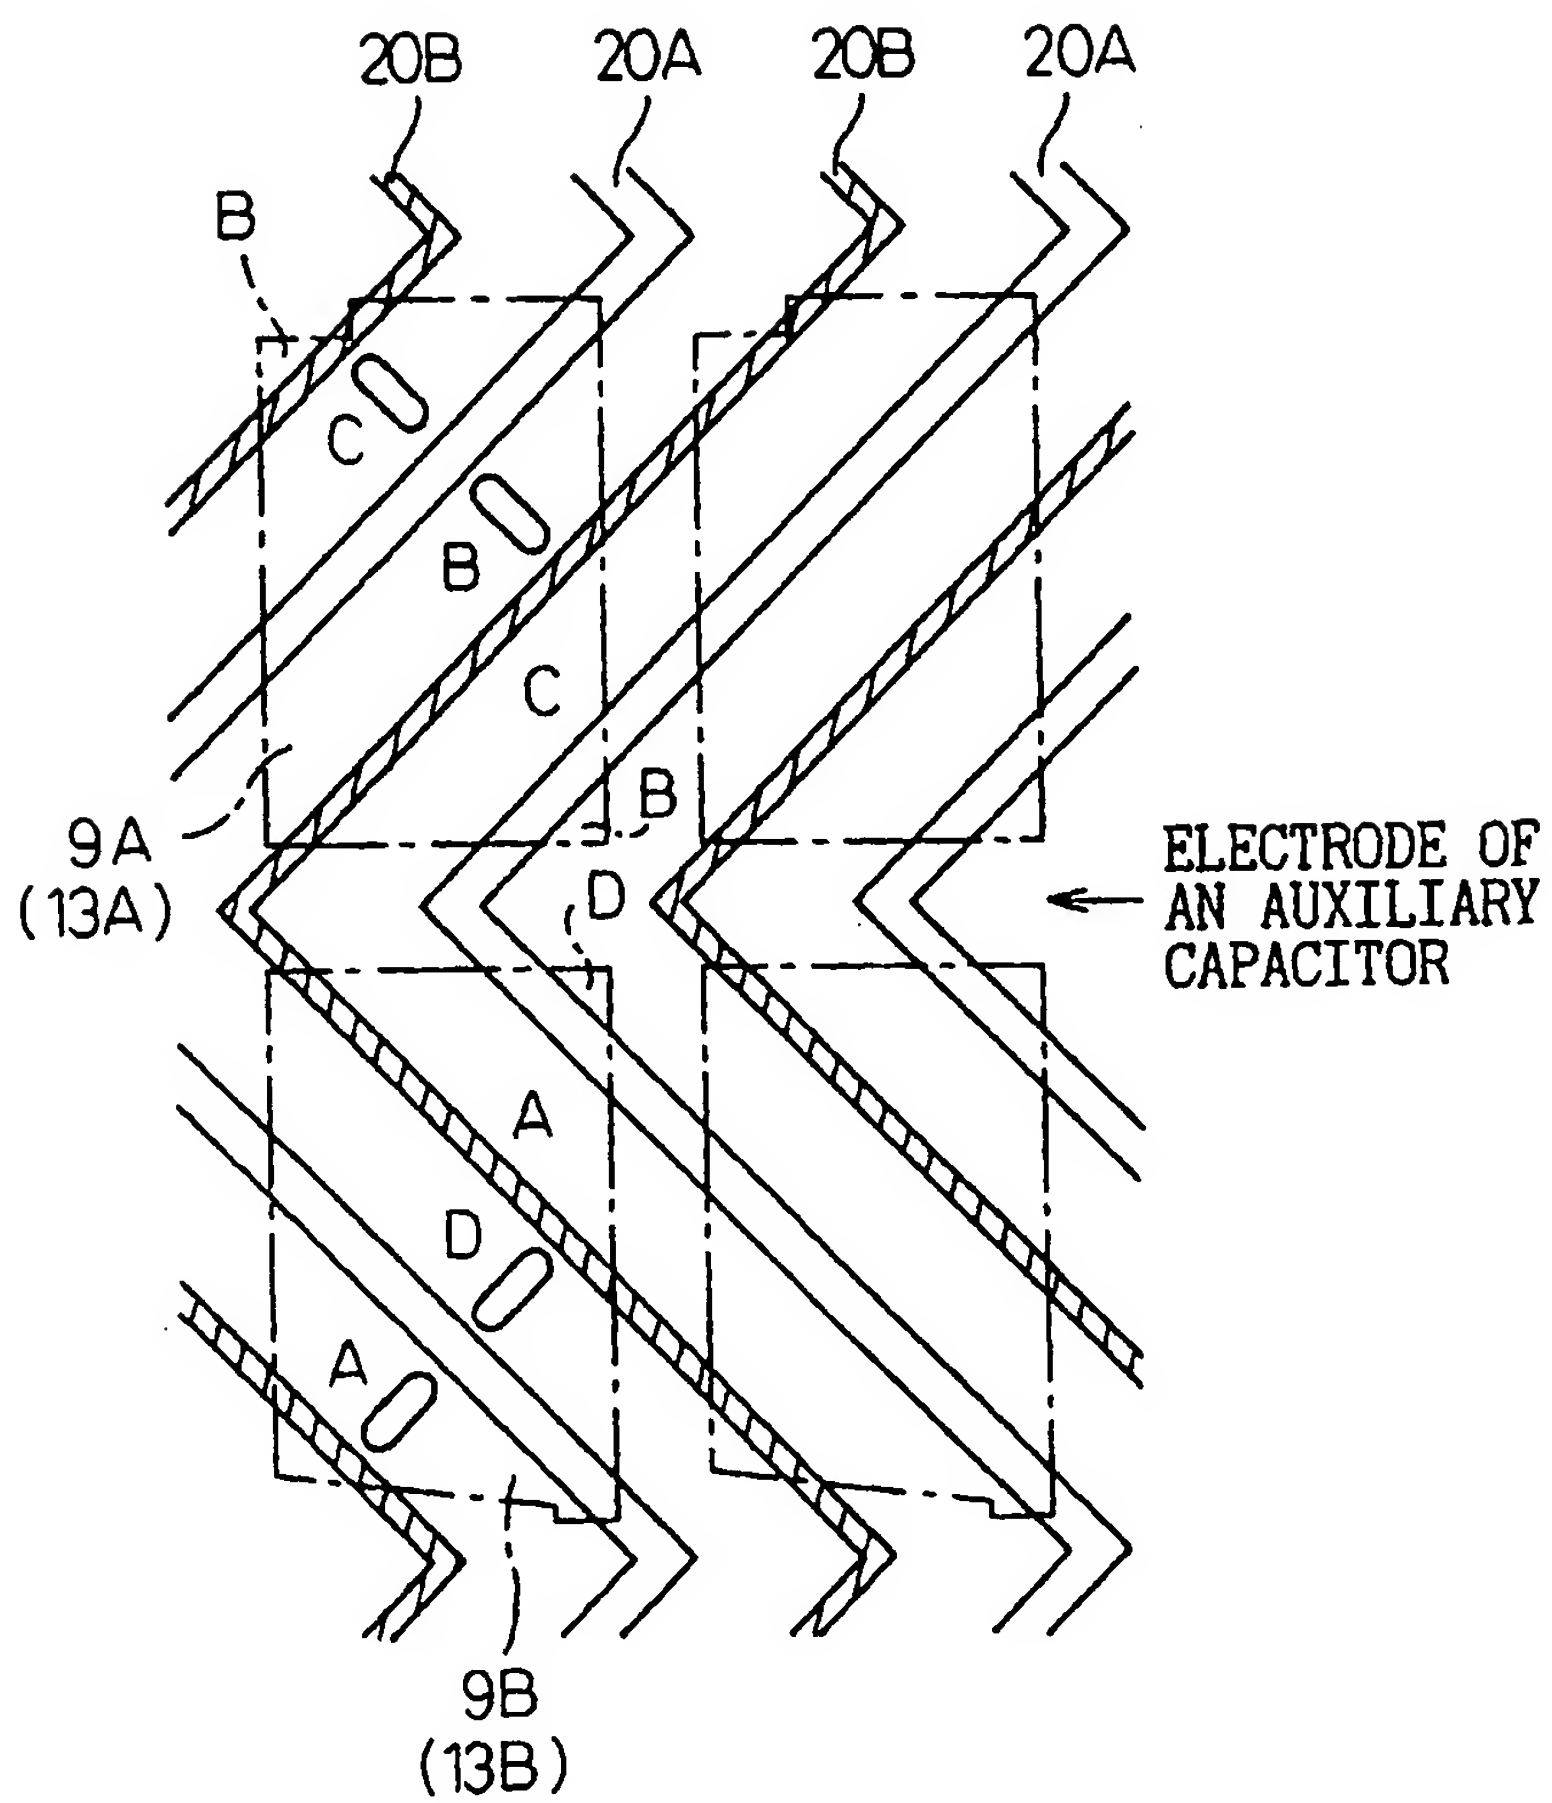 20B 20A 20B 20A
B
C
B
C
B
9A
(13A)
D
ELECTRODE OF
AN AUXILIARY
CAPACITOR
A
D
A
9B
(13B)